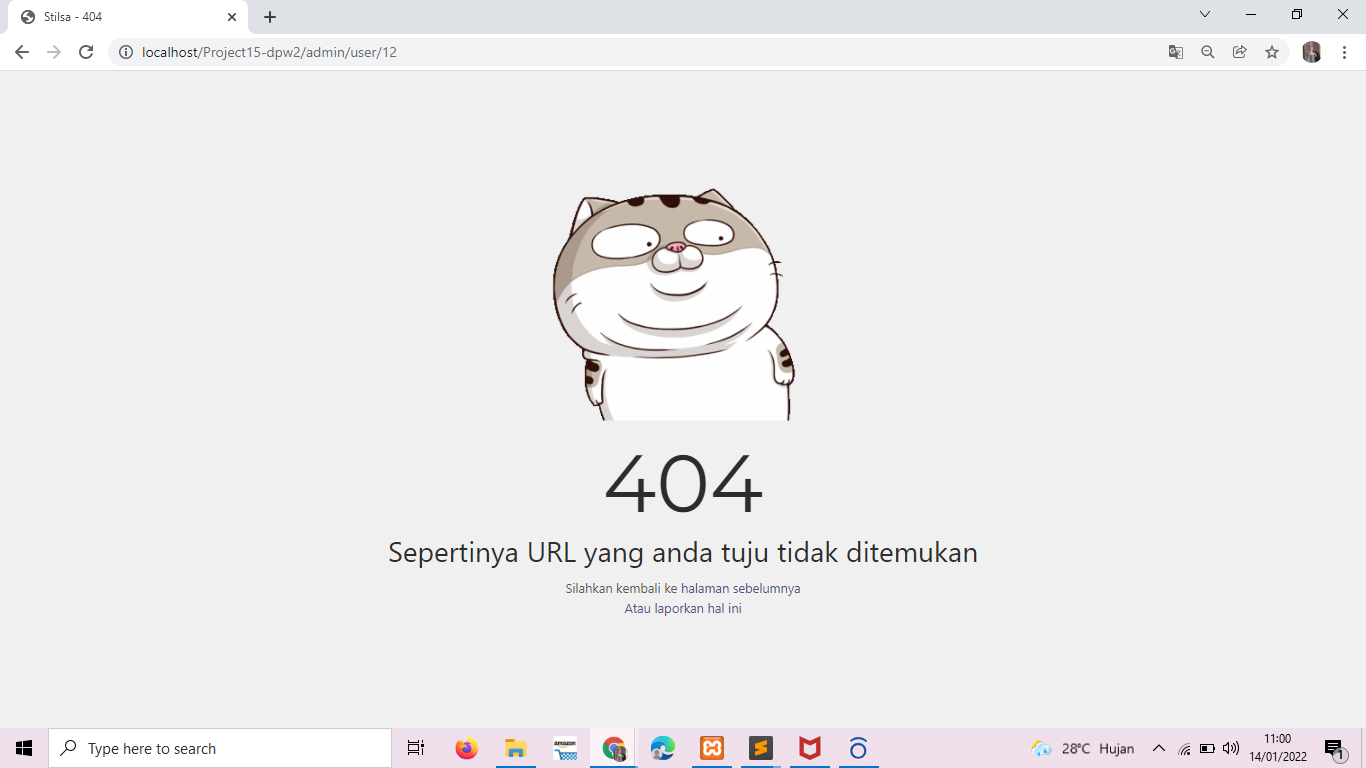 Stilsa - 404
localhost/Project15-dpw2/admin/user/12
404
Sepertinya URL yang anda tuju tidak ditemukan
Silahkan kembali ke halaman sebelumnya
Atau laporkan hal ini
Type here to search
amazon
28°C Hujan
11:00
14/01/2022
1